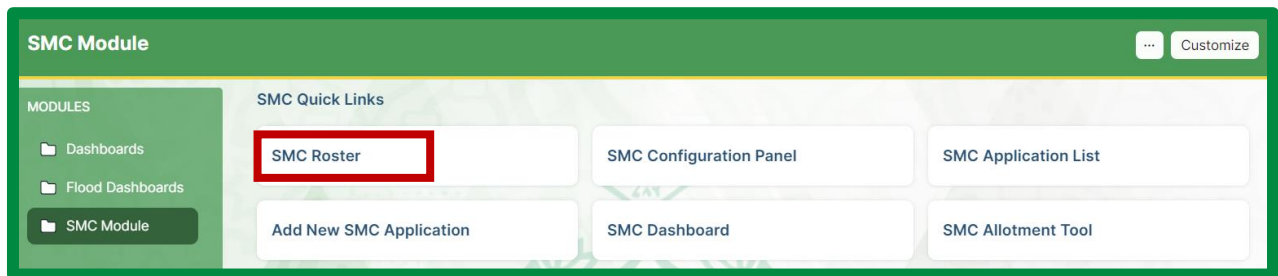 SMC Module
... Customize
MODULES
Dashboards
Flood Dashboards
SMC Module
SMC Quick Links
SMC Roster
SMC Configuration Panel
SMC Application List
Add New SMC Application
SMC Dashboard
SMC Allotment Tool